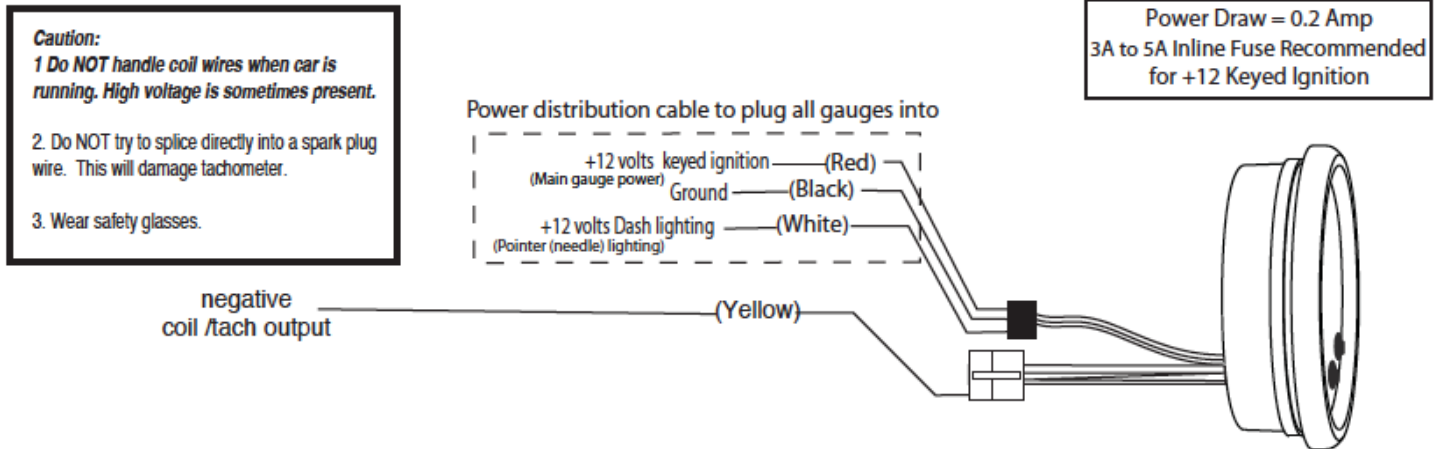 Caution:
1 Do NOT handle coil wires when car is
running. High voltage is sometimes present.
2. Do NOT try to splice directly into a spark plug
wire. This will damage tachometer.
3. Wear safety glasses.
Power Draw = 0.2 Amp
3A to 5A Inline Fuse Recommended
for +12 Keyed Ignition
Power distribution cable to plug all gauges into
+12 volts keyed ignition (Red)
(Main gauge power)
Ground (Black)
+12 volts Dash lighting (White)
(Pointer (needle) lighting)
negative
coil /tach output
(Yellow)